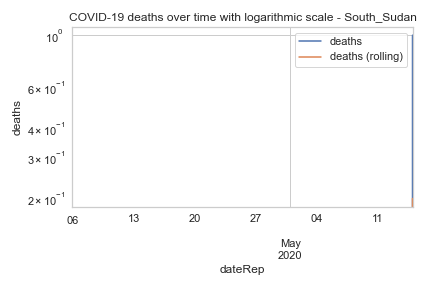 COVID-19 deaths over time with logarithmic scale - South_Sudan
10⁰
6 × 10⁻¹
4 × 10⁻¹
3 × 10⁻¹
2 × 10⁻¹
deaths
deaths
deaths (rolling)
06 13 20 27 04 11
May
2020
dateRep